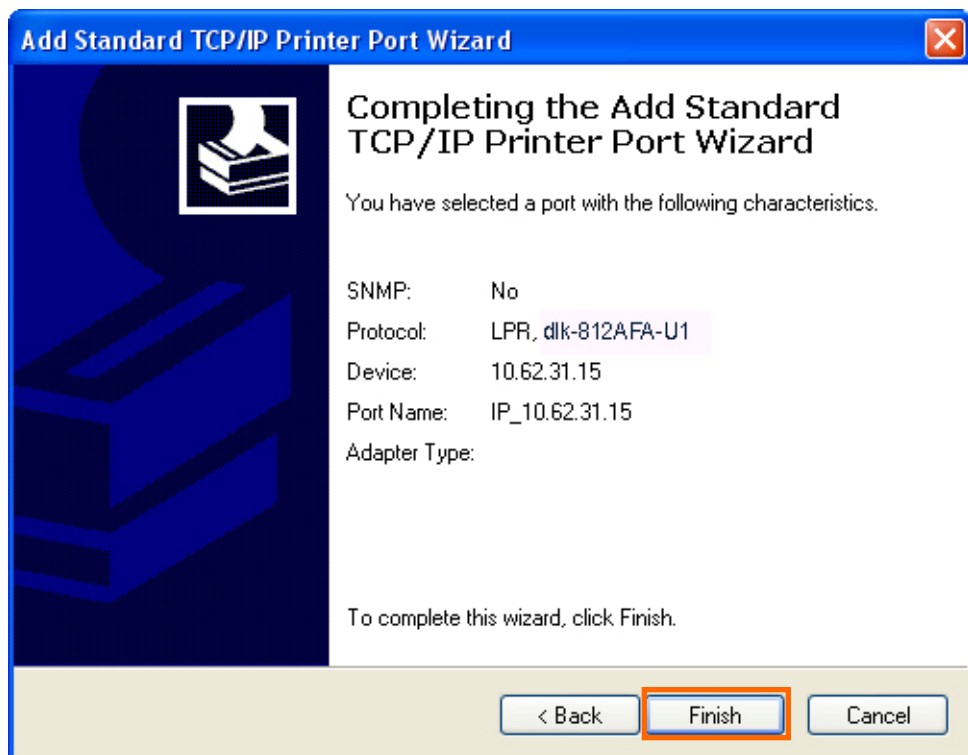 Add Standard TCP/IP Printer Port Wizard
Completing the Add Standard
TCP/IP Printer Port Wizard
You have selected a port with the following characteristics.
SNMP: No
Protocol: LPR, dlk-812AFA-U1
Device: 10.62.31.15
Port Name: IP_10.62.31.15
Adapter Type:
To complete this wizard, click Finish.
< Back Finish Cancel